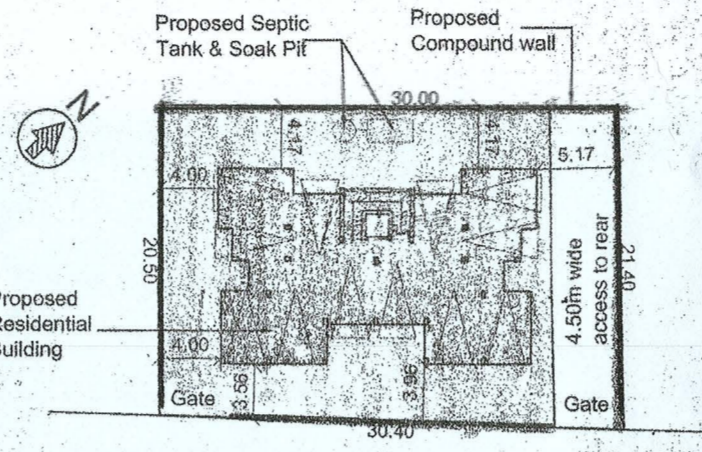 Proposed Septic
Tank & Soak Pit
Proposed
Compound wall
N
30.00
4.17
4.17
5.17
4.00
20.50
4.50m wide
access to rear
21.40
Proposed
Residential
Building
4.00
3.56
3.96
Gate
Gate
30.40